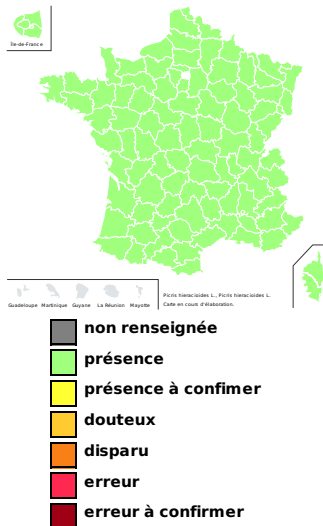 Île-de-France
Guadeloupe Martinique Guyane La Réunion Mayotte
Picris hieracioides L., Picris hieracioides L.
Carte en cours d'élaboration.
non renseignée
présence
présence à confimer
douteux
disparu
erreur
erreur à confirmer